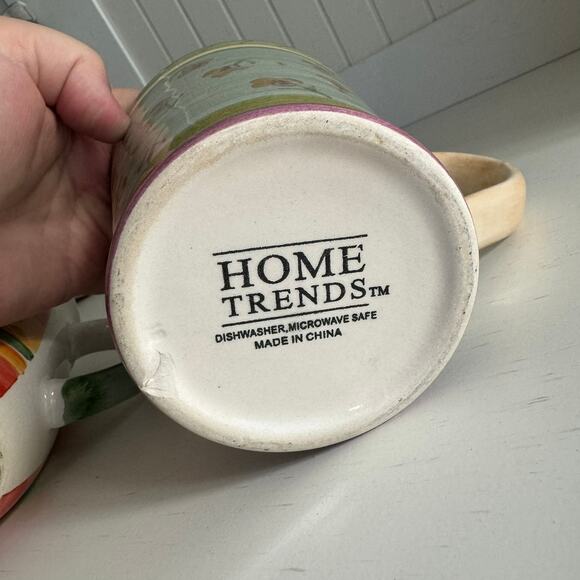 HOME
TRENDS™
DISHWASHER,MICROWAVE SAFE
MADE IN CHINA